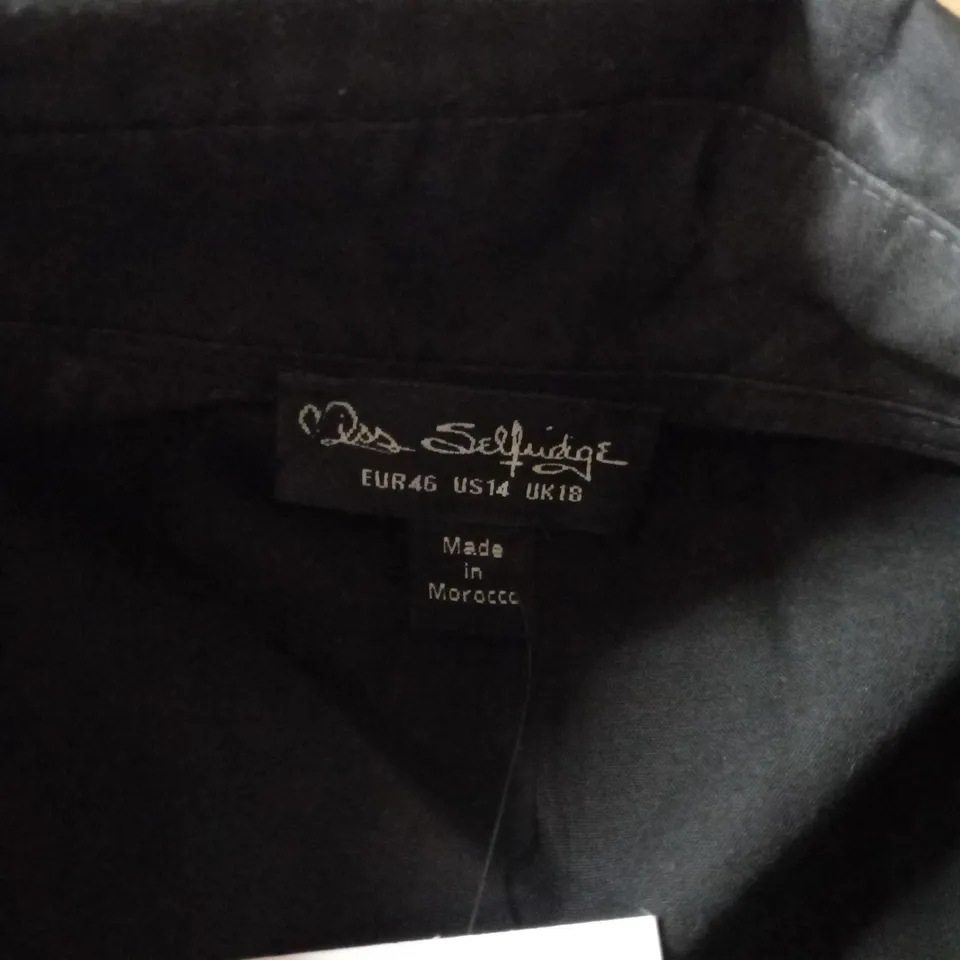 Miss Selfridge
EUR46 US14 UK18
Made
in
Morocco